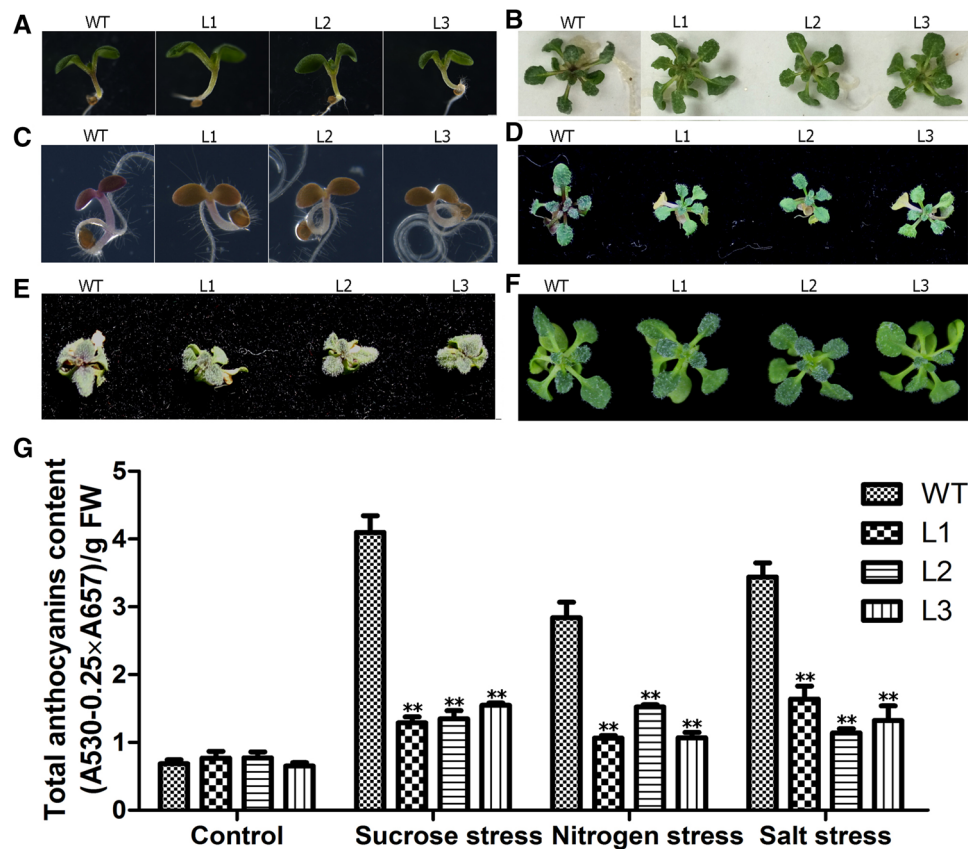 A WT L1 L2 L3
B WT L1 L2 L3
C WT L1 L2 L3
D WT L1 L2 L3
E WT L1 L2 L3
F WT L1 L2 L3
G
Total anthocyanins content
(A530-0.25×A657)/g FW
5
4
3
2
1
0
** ** **
** ** **
** ** **
Control Sucrose stress Nitrogen stress Salt stress
WT
L1
L2
L3